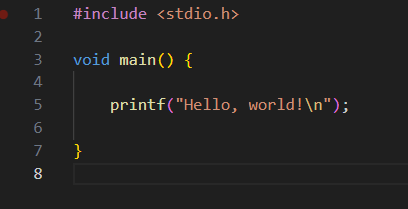 1 #include <stdio.h>
2
3 void main() {
4
5     printf("Hello, world!\n");
6
7 }
8